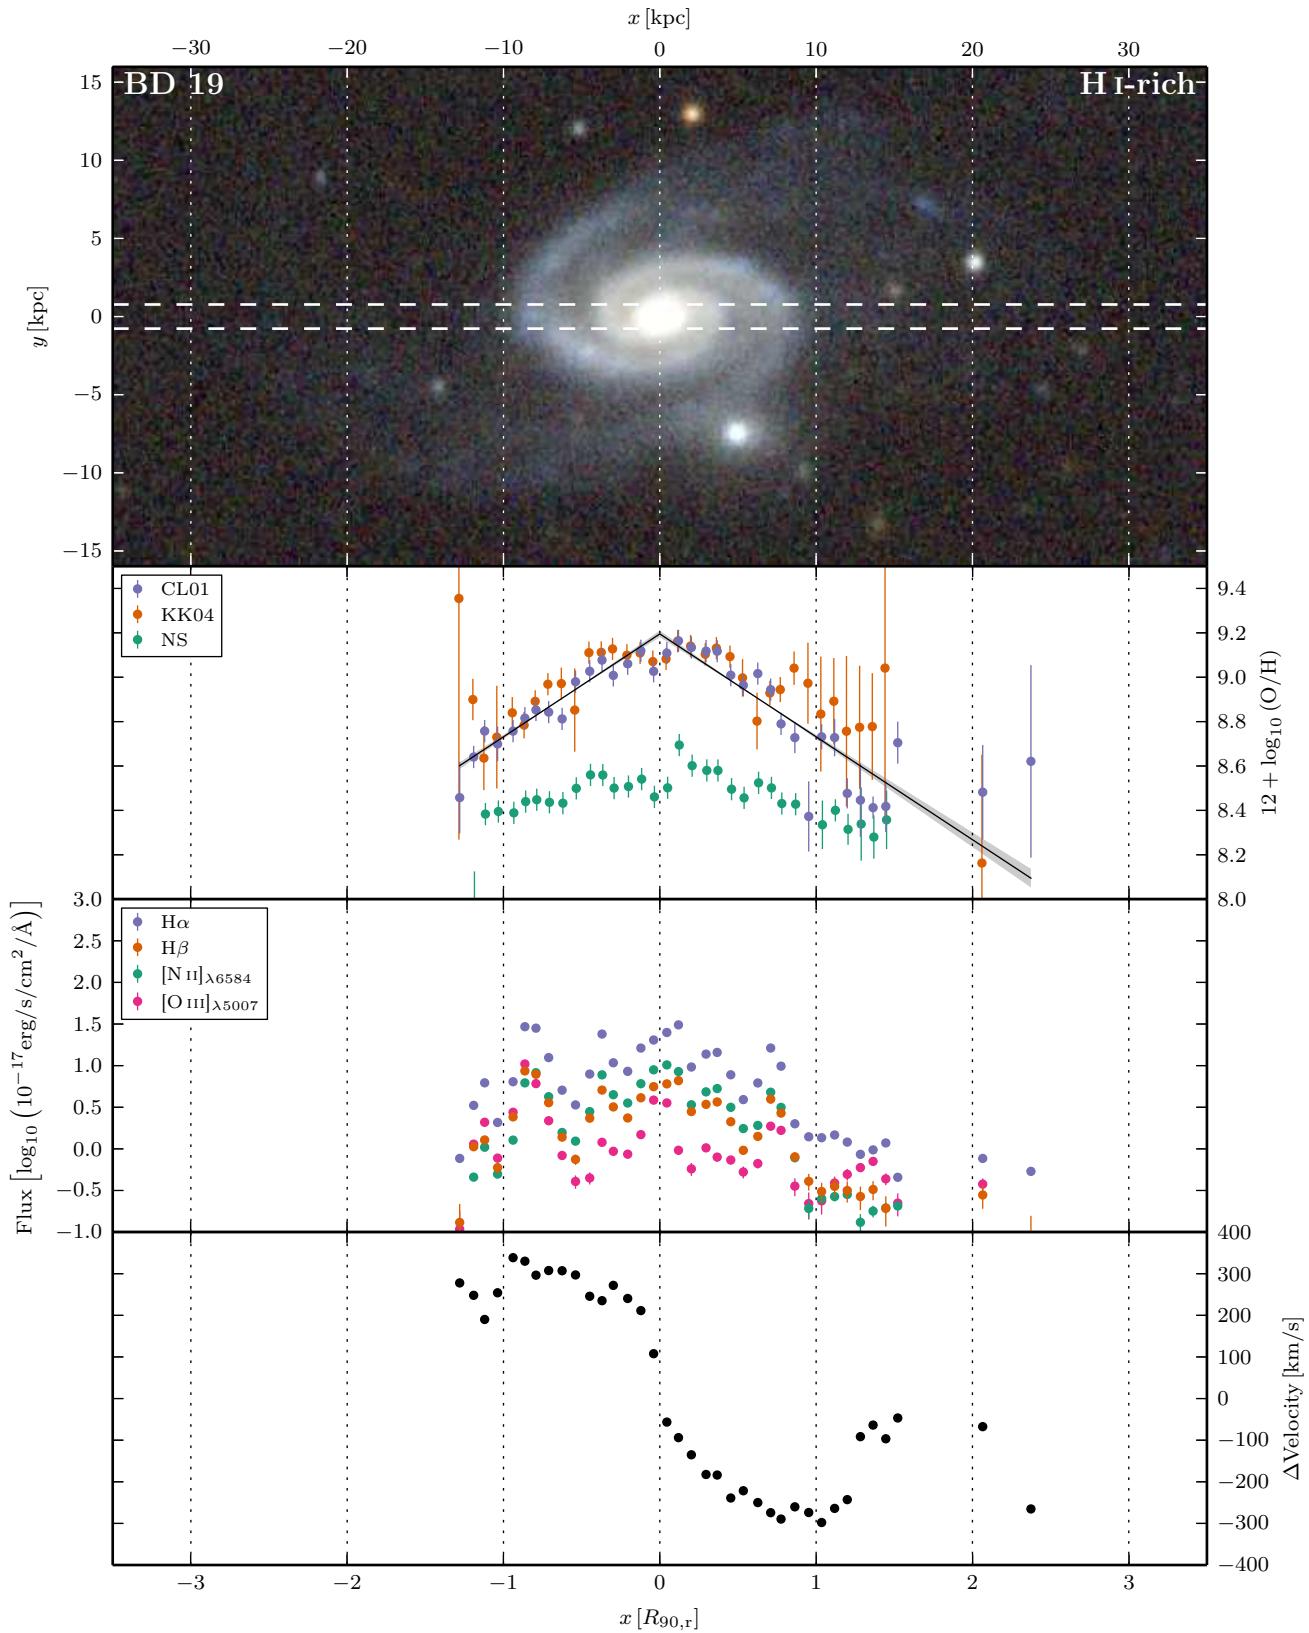 x [kpc]
−30 −20 −10 0 10 20 30
BD 19 H I-rich
15
10
5
0
−5
−10
−15
y [kpc]
CL01
KK04
NS
9.4
9.2
9.0
8.8
8.6
8.4
8.2
8.0
12 + log₁₀ (O/H)
3.0
2.5
2.0
1.5
1.0
0.5
0.0
−0.5
−1.0
Flux [log₁₀ (10⁻¹⁷erg/s/cm²/Å)]
Hα
Hβ
[N II]λ6584
[O III]λ5007
400
300
200
100
0
−100
−200
−300
−400
ΔVelocity [km/s]
−3 −2 −1 0 1 2 3
x [R90,r]